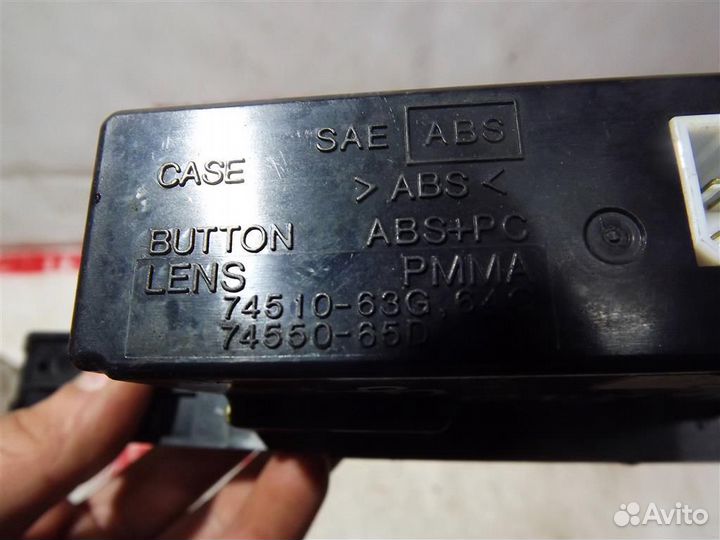 SAE ABS
CASE >ABS<
BUTTON ABS+PC
LENS PMMA
74510-63G,
74550-65D
Avito